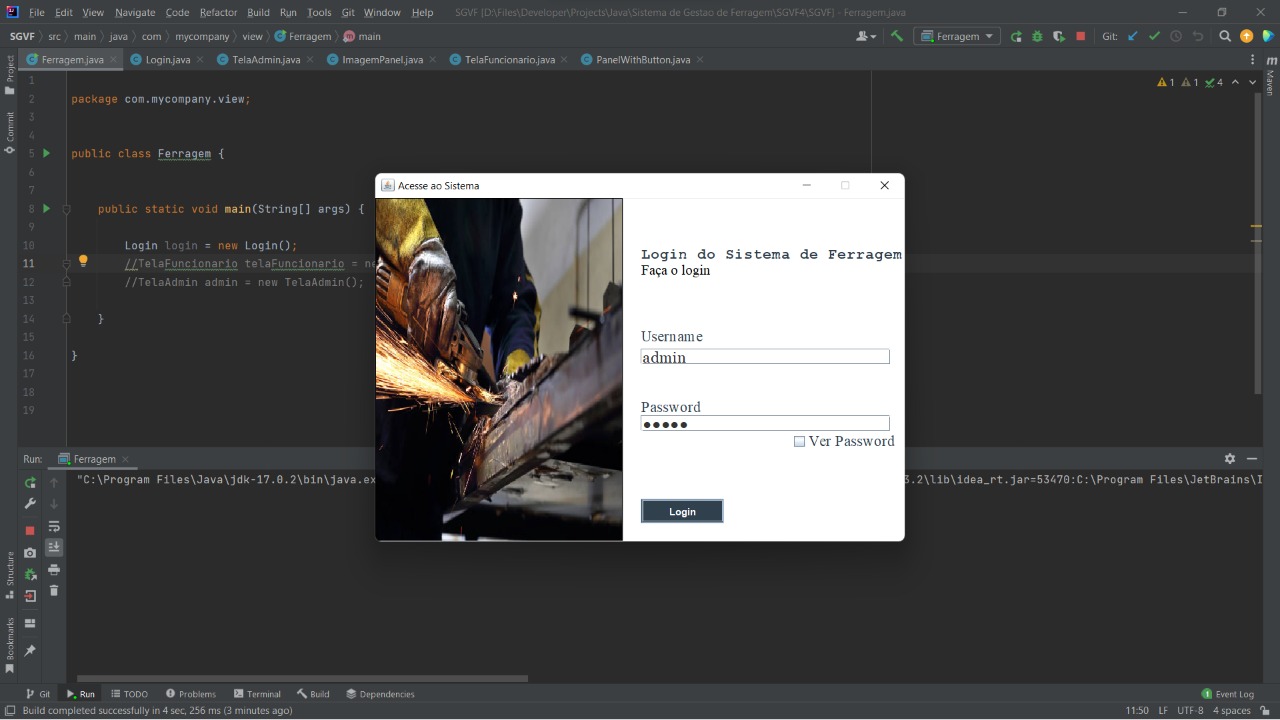 File Edit View Navigate Code Refactor Build Run Tools Git Window Help SGVF [D:\Files\Developer\Projects\Java\Sistema de Gestao de Ferragem\SGVF4\SGVF] - Ferragem.java
SGVF src main java com mycompany view Ferragem main Ferragem Git:
Ferragem.java Login.java TelaAdmin.java ImagemPanel.java TelaFuncionario.java PanelWithButton.java
Project
Commit
Maven
1 1 4
1
2 package com.mycompany.view;
3
4
5 public class Ferragem {
6
7
8 public static void main(String[] args) {
9
10 Login login = new Login();
11 //TelaFuncionario telaFuncionario = ne
12 //TelaAdmin admin = new TelaAdmin();
13
14 }
15
16 }
17
18
19
Acesse ao Sistema
Login do Sistema de Ferragem
Faça o login
Username
admin
Password
●●●●●
Ver Password
Login
Run: Ferragem
"C:\Program Files\Java\jdk-17.0.2\bin\java.ex 3.2\lib\idea_rt.jar=53470:C:\Program Files\JetBrains\I
Structure
Bookmarks
Git Run TODO Problems Terminal Build Dependencies 1 Event Log
Build completed successfully in 4 sec, 256 ms (3 minutes ago) 11:50 LF UTF-8 4 spaces